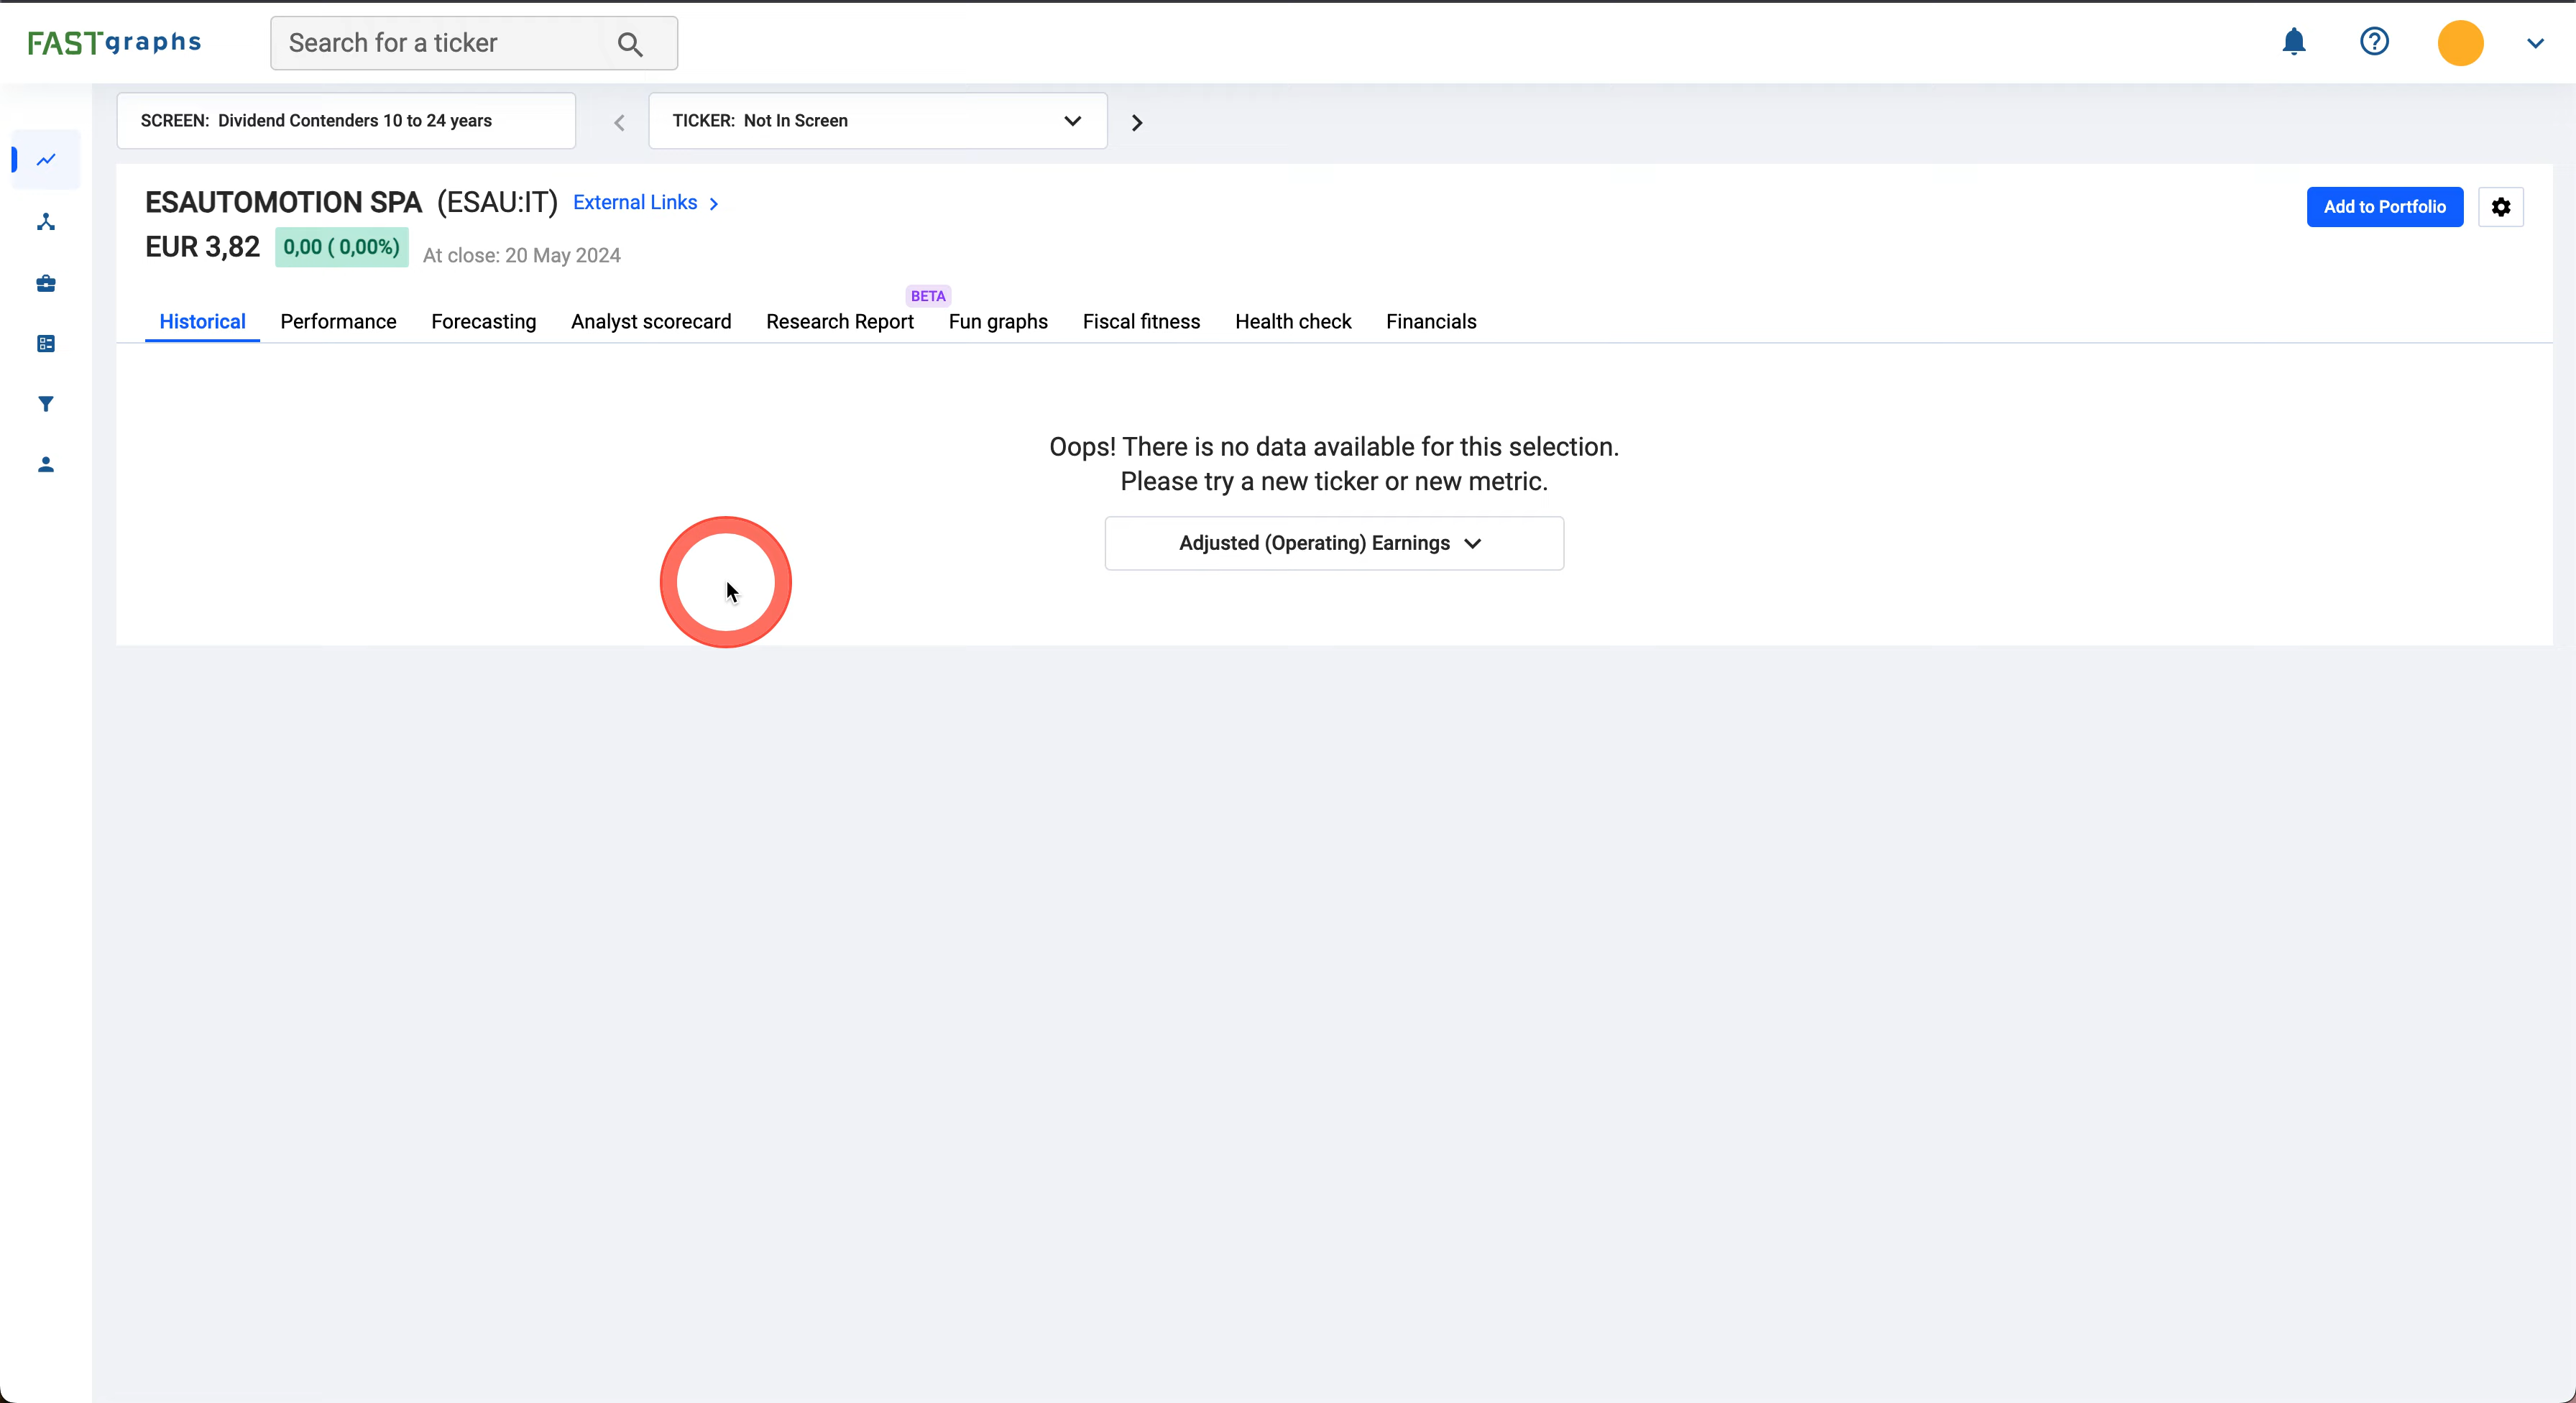 FASTgraphs
Search for a ticker
SCREEN: Dividend Contenders 10 to 24 years
TICKER: Not In Screen
ESAUTOMOTION SPA (ESAU:IT) External Links
Add to Portfolio
EUR 3,82 0,00 ( 0,00%) At close: 20 May 2024
BETA
Historical Performance Forecasting Analyst scorecard Research Report Fun graphs Fiscal fitness Health check Financials
Oops! There is no data available for this selection.
Please try a new ticker or new metric.
Adjusted (Operating) Earnings